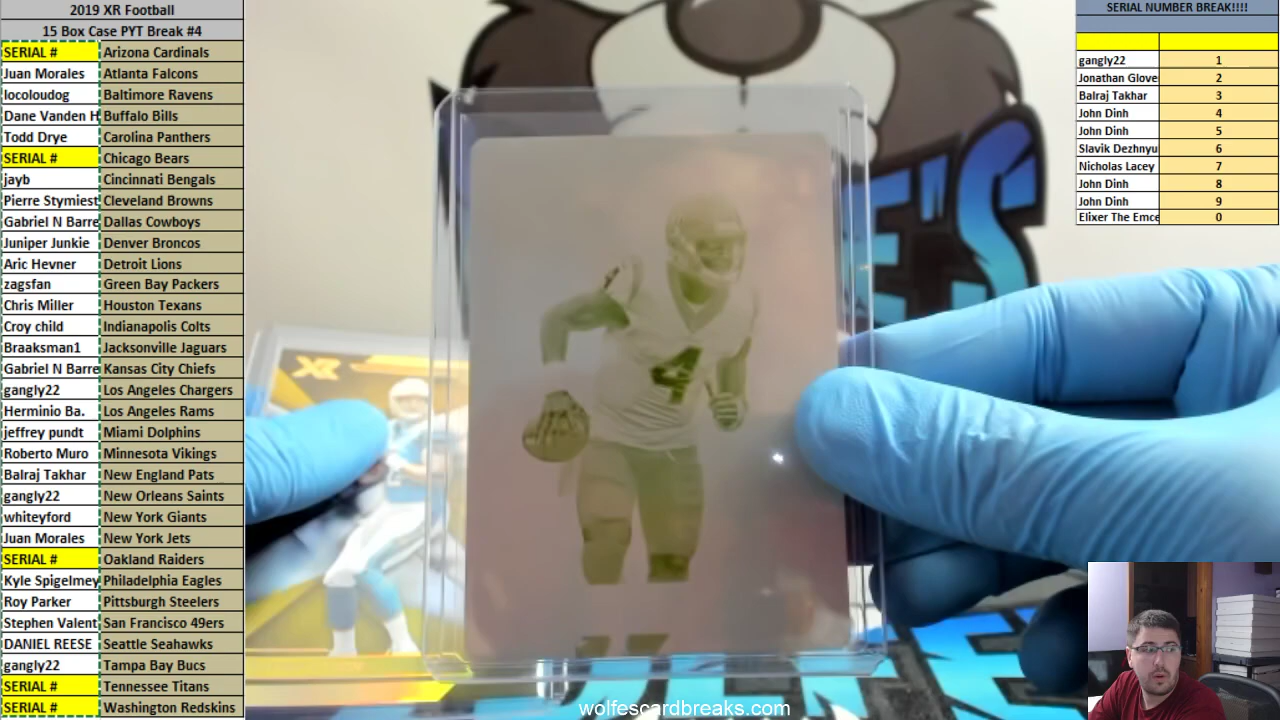 2019 XR Football
15 Box Case PYT Break #4
SERIAL # Arizona Cardinals
Juan Morales Atlanta Falcons
locoloudog Baltimore Ravens
Dane Vanden H Buffalo Bills
Todd Drye Carolina Panthers
SERIAL # Chicago Bears
jayb Cincinnati Bengals
Pierre Stymiest Cleveland Browns
Gabriel N Barre Dallas Cowboys
Juniper Junkie Denver Broncos
Aric Hevner Detroit Lions
zagsfan Green Bay Packers
Chris Miller Houston Texans
Croy child Indianapolis Colts
Braaksman1 Jacksonville Jaguars
Gabriel N Barre Kansas City Chiefs
gangly22 Los Angeles Chargers
Herminio Ba. Los Angeles Rams
jeffrey pundt Miami Dolphins
Roberto Muro Minnesota Vikings
Balraj Takhar New England Pats
gangly22 New Orleans Saints
whiteyford New York Giants
Juan Morales New York Jets
SERIAL # Oakland Raiders
Kyle Spigelmey Philadelphia Eagles
Roy Parker Pittsburgh Steelers
Stephen Valent San Francisco 49ers
DANIEL REESE Seattle Seahawks
gangly22 Tampa Bay Bucs
SERIAL # Tennessee Titans
SERIAL # Washington Redskins
SERIAL NUMBER BREAK!!!!
gangly22 1
Jonathan Glove 2
Balraj Takhar 3
John Dinh 4
John Dinh 5
Slavik Dezhnyu 6
Nicholas Lacey 7
John Dinh 8
John Dinh 9
Elixer The Emce 0
XR
4
wolfescardbreaks.com